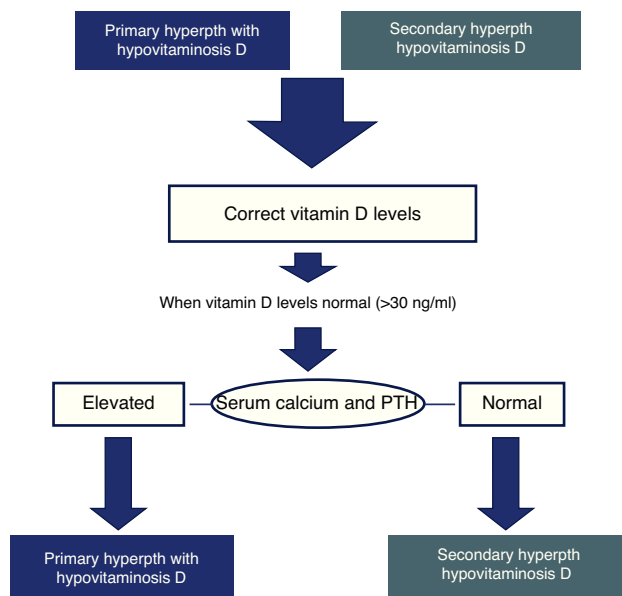 Primary hyperpth with
hypovitaminosis D
Secondary hyperpth
hypovitaminosis D
Correct vitamin D levels
When vitamin D levels normal (>30 ng/ml)
Elevated
Serum calcium and PTH
Normal
Primary hyperpth with
hypovitaminosis D
Secondary hyperpth
hypovitaminosis D